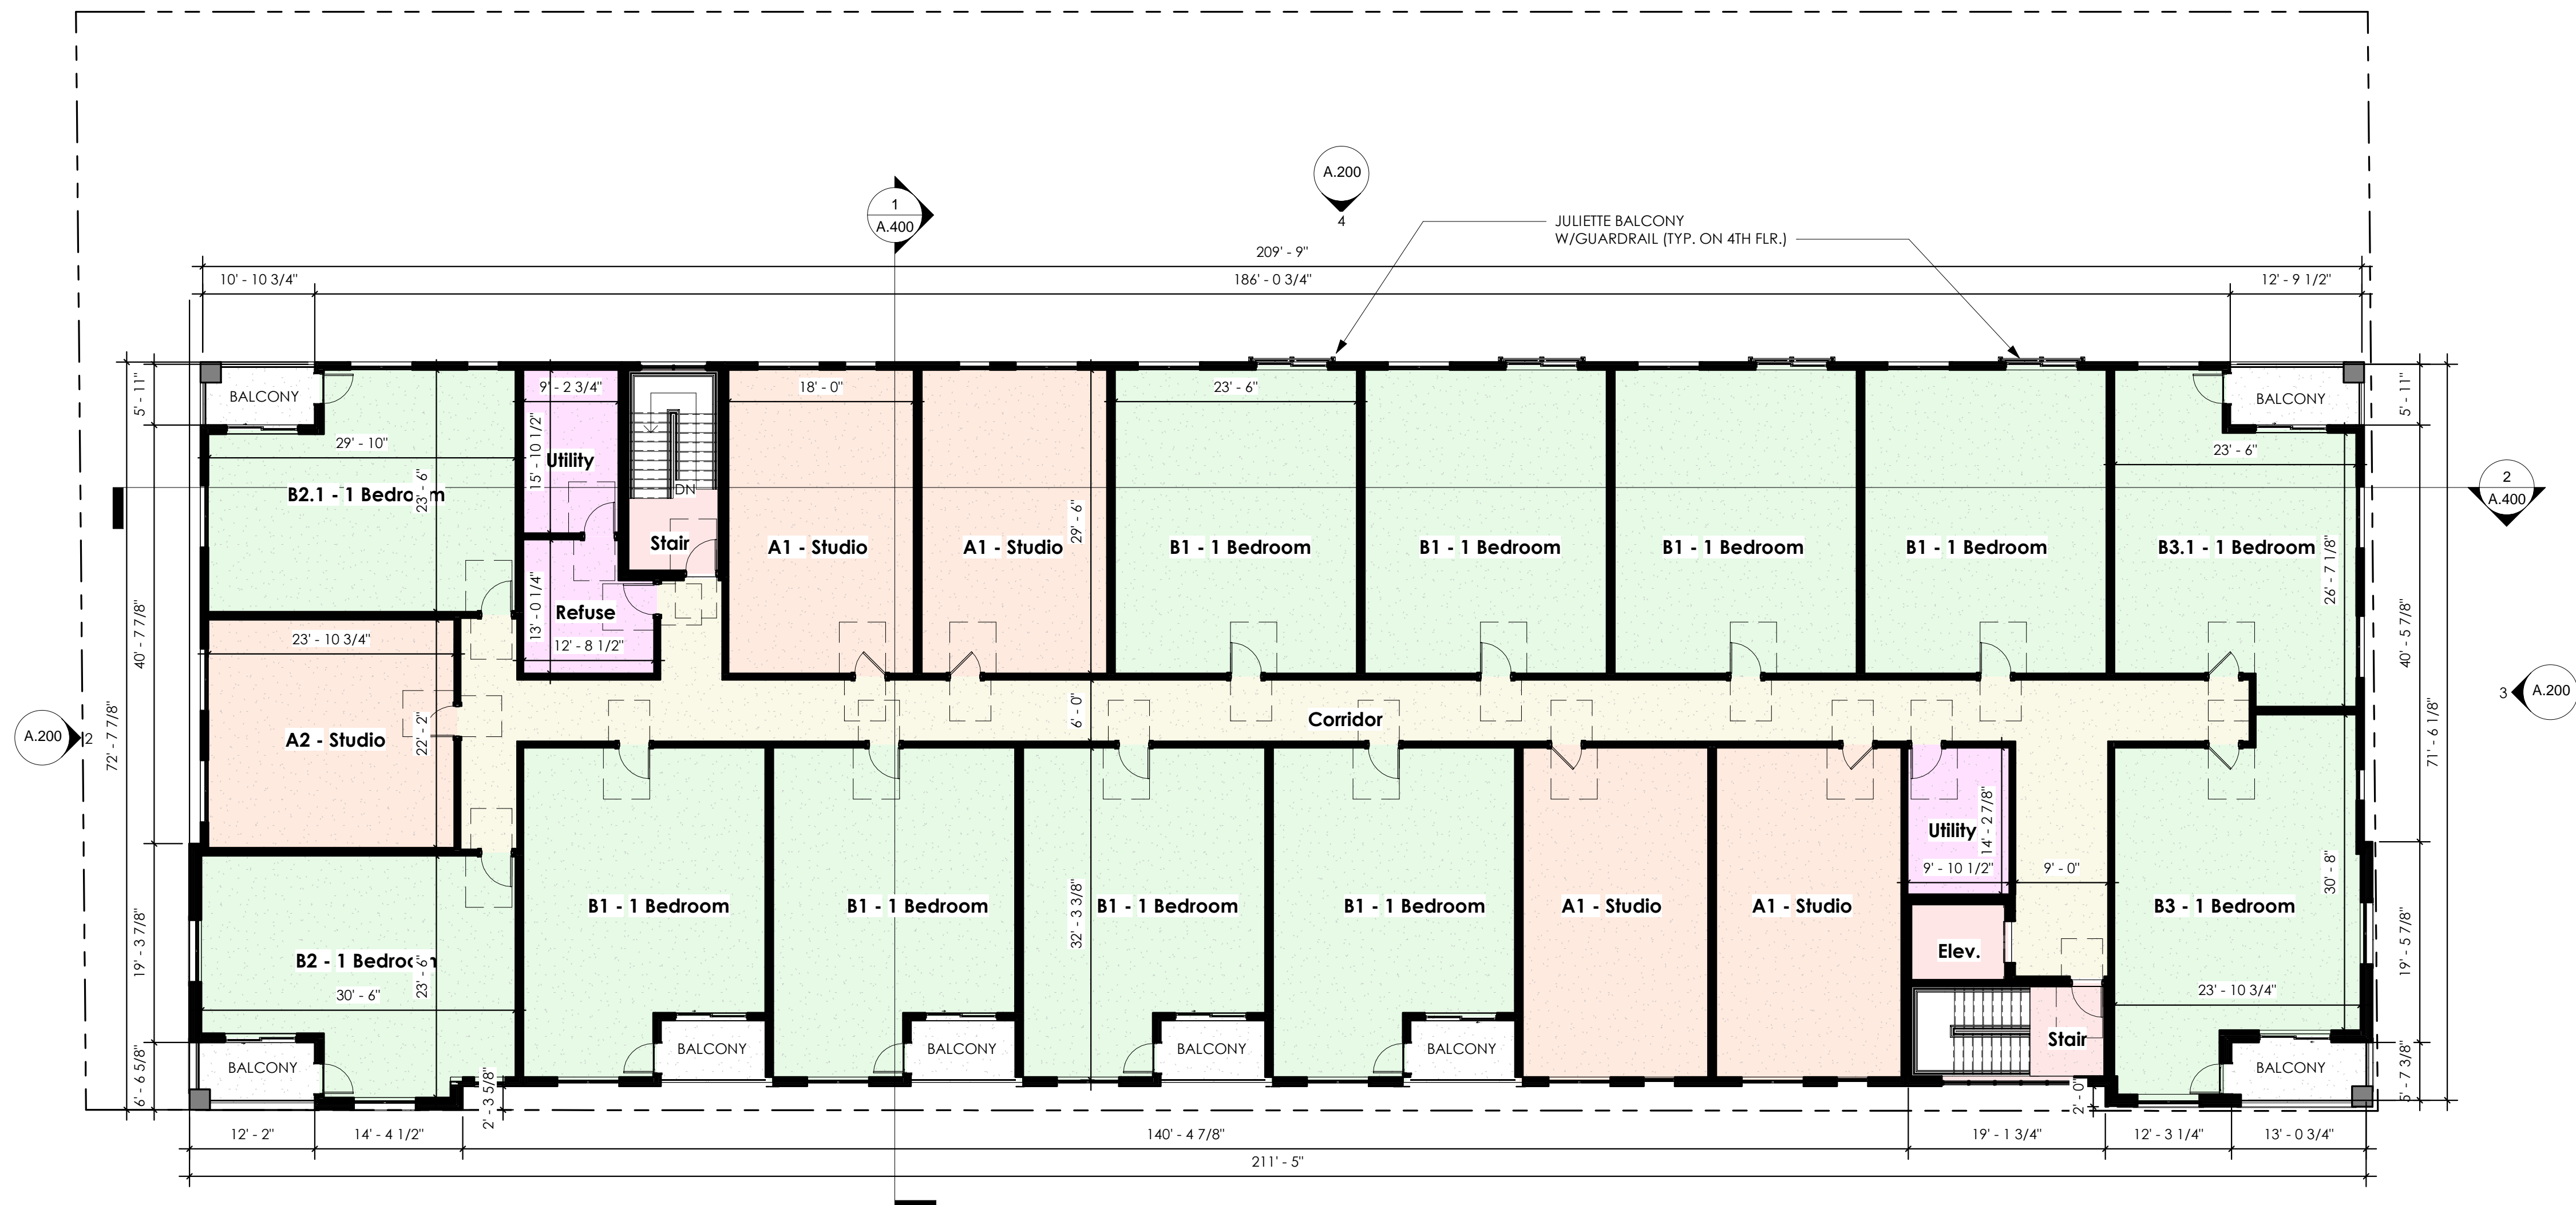 A.200
4
1
A.400
JULIETTE BALCONY
W/GUARDRAIL (TYP. ON 4TH FLR.)
209' - 9"
10' - 10 3/4"
186' - 0 3/4"
12' - 9 1/2"
5' - 11"
BALCONY
9' - 2 3/4"
18' - 0"
23' - 6"
BALCONY
5' - 11"
29' - 10"
23' - 6"
15' - 10 1/2"
Utility
23' - 6"
B2.1 - 1 Bedroom
DN
29' - 6"
2
A.400
Stair
A1 - Studio
A1 - Studio
B1 - 1 Bedroom
B1 - 1 Bedroom
B1 - 1 Bedroom
B1 - 1 Bedroom
B3.1 - 1 Bedroom
26' - 7 1/8"
40' - 7 7/8"
13' - 0 1/4"
Refuse
12' - 8 1/2"
40' - 5 7/8"
23' - 10 3/4"
72' - 7 7/8"
A.200
2
A2 - Studio
22' - 2"
6' - 0"
Corridor
3
A.200
71' - 6 1/8"
Utility
14' - 2 7/8"
9' - 10 1/2"
9' - 0"
30' - 8"
19' - 3 7/8"
B1 - 1 Bedroom
B1 - 1 Bedroom
32' - 3 3/8"
B1 - 1 Bedroom
B1 - 1 Bedroom
A1 - Studio
A1 - Studio
B3 - 1 Bedroom
19' - 5 7/8"
B2 - 1 Bedroom
23' - 6"
30' - 6"
Elev.
23' - 10 3/4"
Stair
BALCONY
BALCONY
BALCONY
BALCONY
BALCONY
BALCONY
6' - 6 5/8"
2' - 3 5/8"
2' - 0"
5' - 7 3/8"
12' - 2"
14' - 4 1/2"
140' - 4 7/8"
19' - 1 3/4"
12' - 3 1/4"
13' - 0 3/4"
211' - 5"